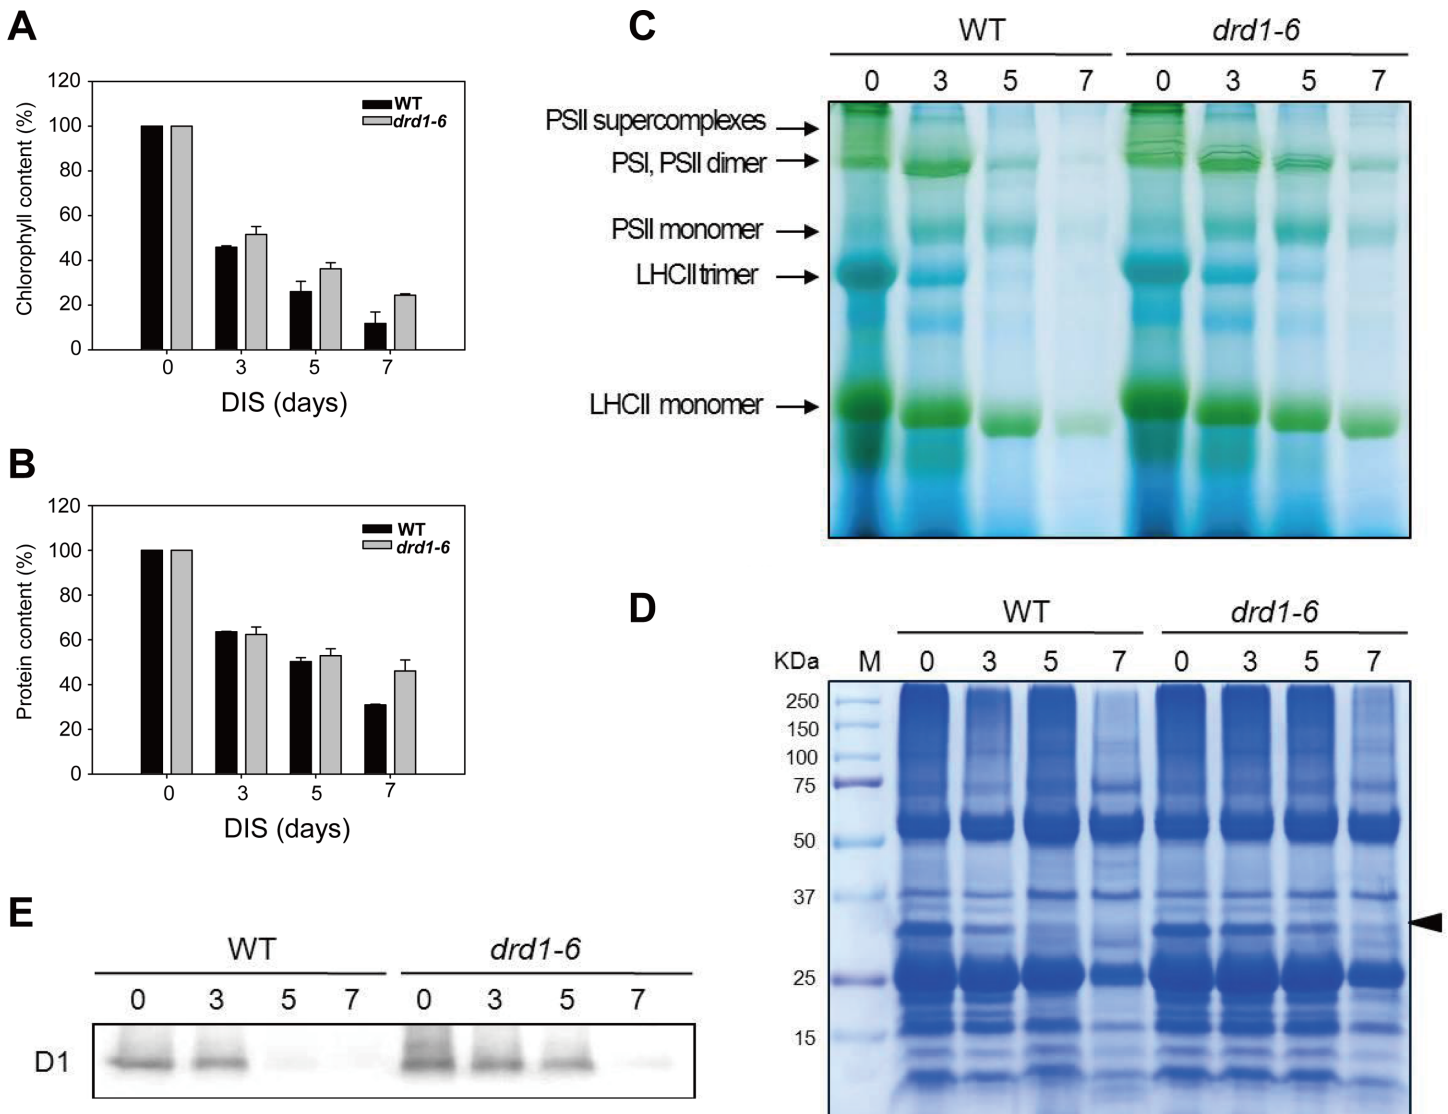 A
120
100
80
60
40
20
0
Chlorophyll content (%)
WT
drd1-6
0 3 5 7
DIS (days)
B
120
100
80
60
40
20
0
Protein content (%)
WT
drd1-6
0 3 5 7
DIS (days)
E
WT drd1-6
0 3 5 7 0 3 5 7
D1
C
WT drd1-6
0 3 5 7 0 3 5 7
PSII supercomplexes
PSI, PSII dimer
PSII monomer
LHCII trimer
LHCII monomer
D
WT drd1-6
KDa M 0 3 5 7 0 3 5 7
250
150
100
75
50
37
25
15